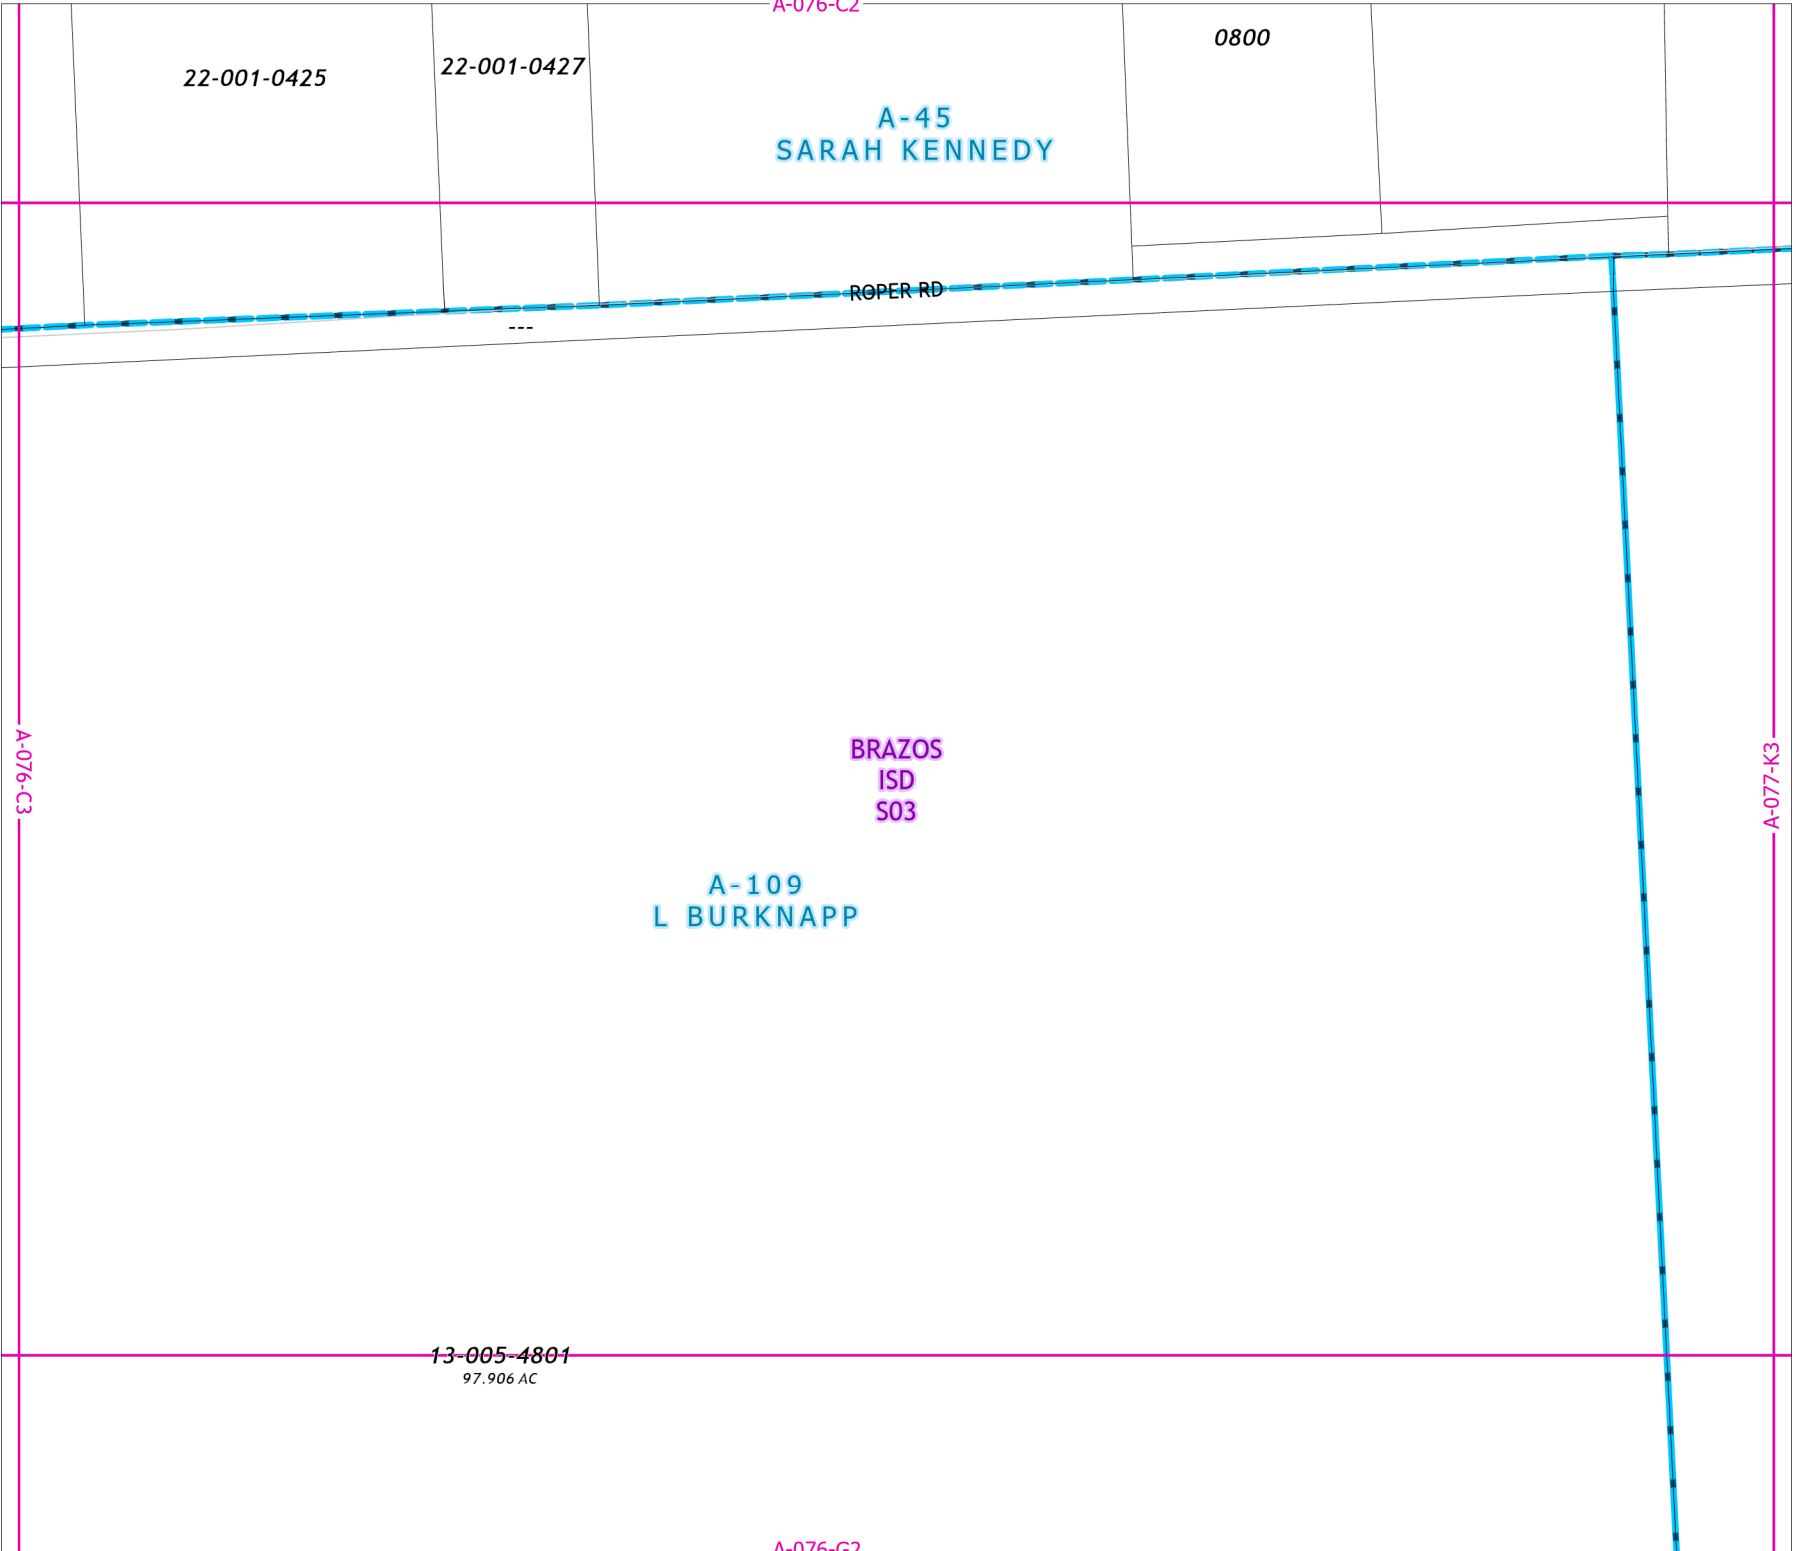 A-076-C2
0800
22-001-0427
22-001-0425
A-45
SARAH KENNEDY
ROPER RD
---
BRAZOS
ISD
S03
A-076-C3
A-077-K3
A-109
L BURKNAPP
13-005-4801
97.906 AC
A-076-G2